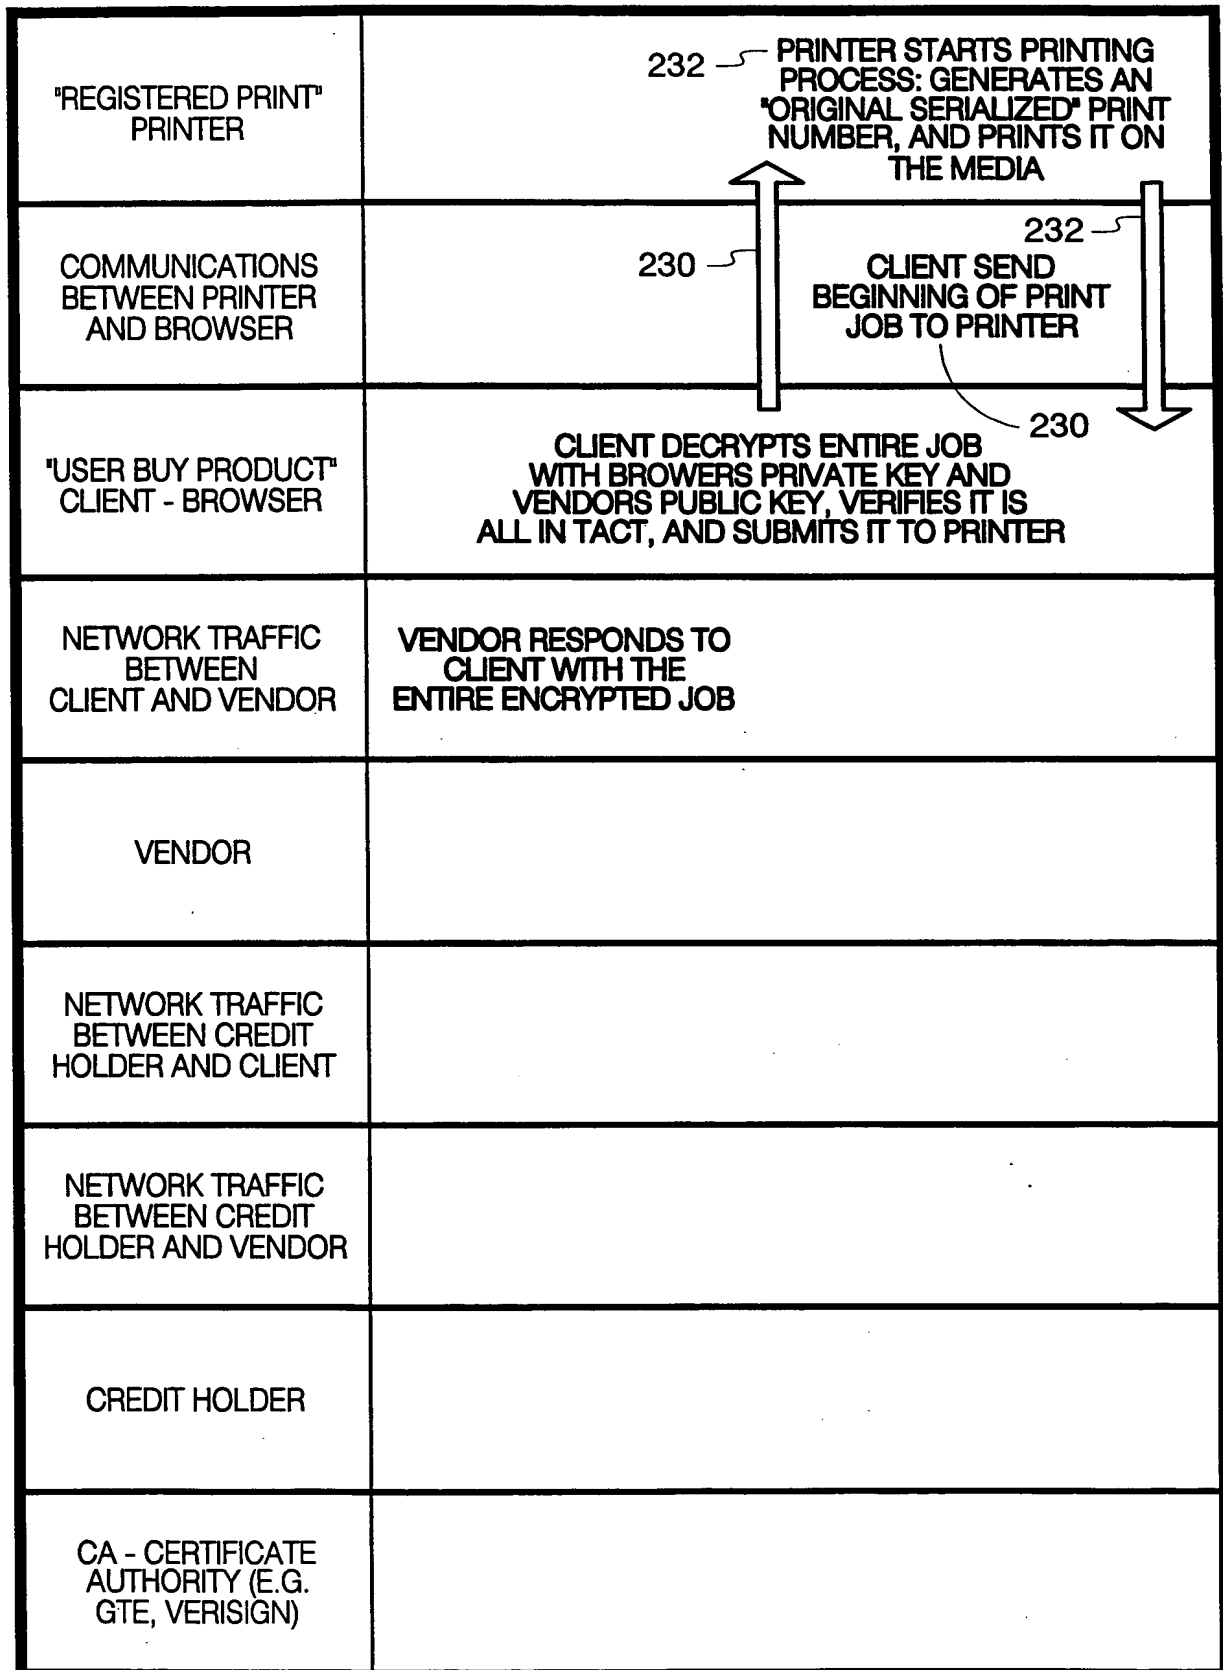 "REGISTERED PRINT"
PRINTER
232
PRINTER STARTS PRINTING
PROCESS: GENERATES AN
"ORIGINAL SERIALIZED" PRINT
NUMBER, AND PRINTS IT ON
THE MEDIA
COMMUNICATIONS
BETWEEN PRINTER
AND BROWSER
230
232
CLIENT SEND
BEGINNING OF PRINT
JOB TO PRINTER
230
"USER BUY PRODUCT"
CLIENT - BROWSER
CLIENT DECRYPTS ENTIRE JOB
WITH BROWERS PRIVATE KEY AND
VENDORS PUBLIC KEY, VERIFIES IT IS
ALL IN TACT, AND SUBMITS IT TO PRINTER
NETWORK TRAFFIC
BETWEEN
CLIENT AND VENDOR
VENDOR RESPONDS TO
CLIENT WITH THE
ENTIRE ENCRYPTED JOB
VENDOR
NETWORK TRAFFIC
BETWEEN CREDIT
HOLDER AND CLIENT
NETWORK TRAFFIC
BETWEEN CREDIT
HOLDER AND VENDOR
CREDIT HOLDER
CA - CERTIFICATE
AUTHORITY (E.G.
GTE, VERISIGN)